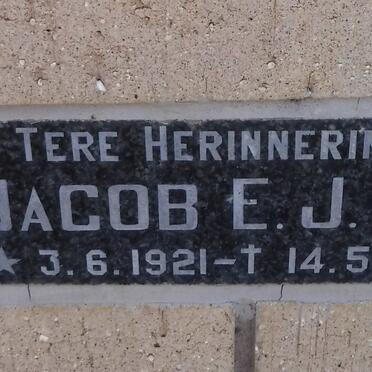 TERE HERINNERIN
JACOB E. J.
* 3.6.1921-† 14.5